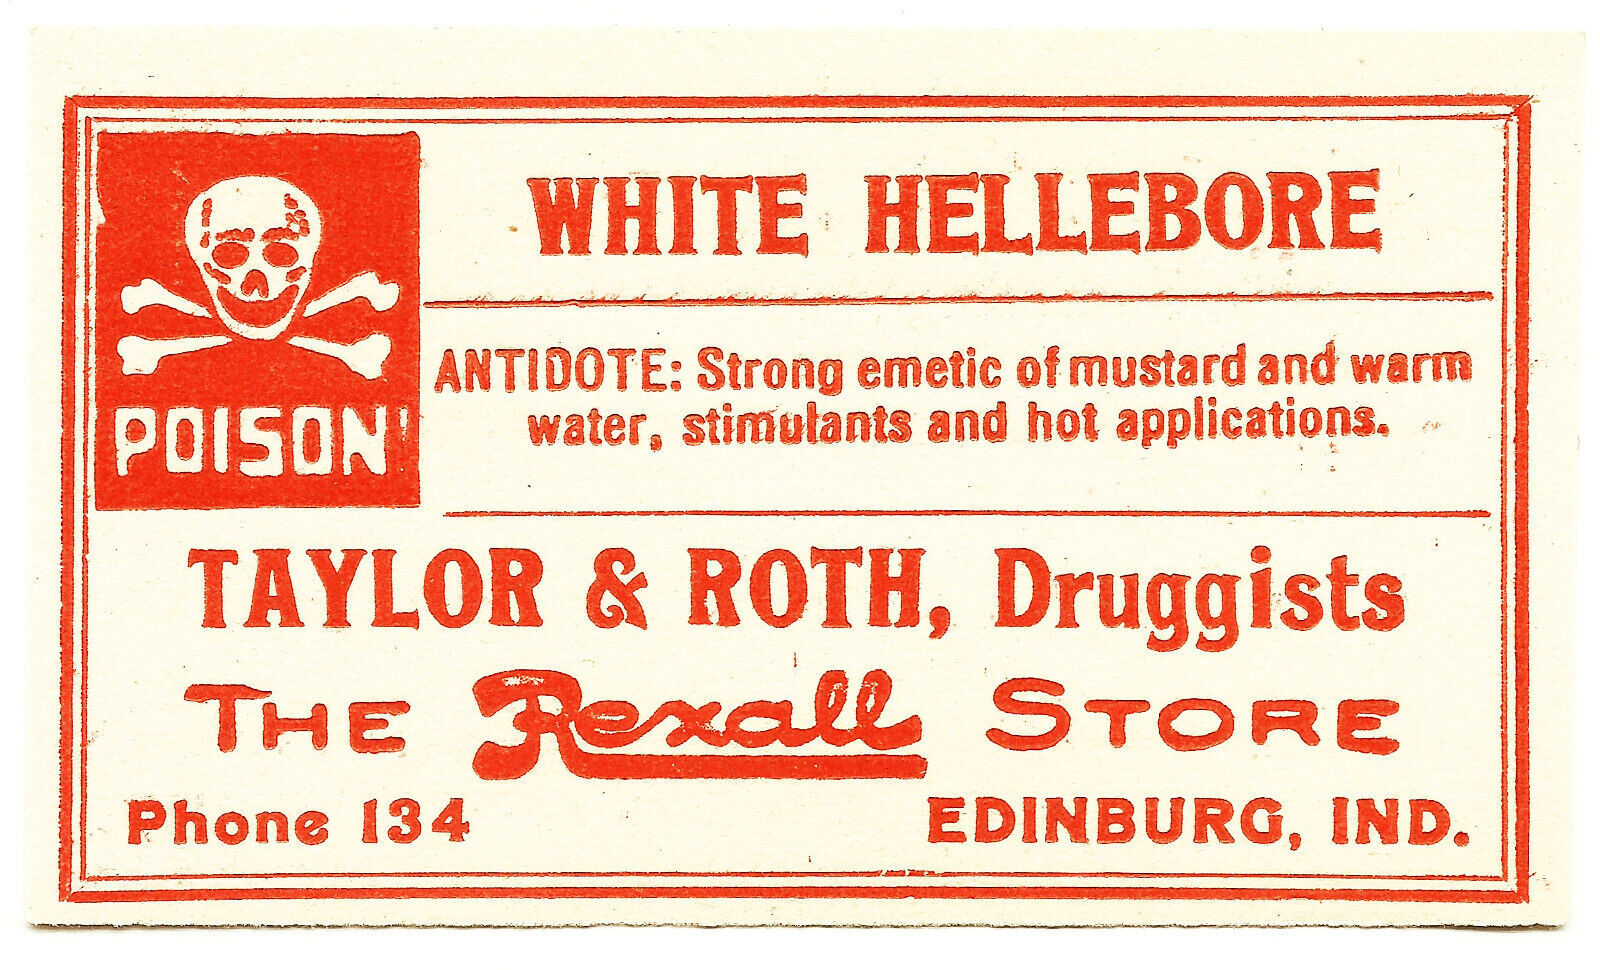 WHITE HELLEBORE
POISON
ANTIDOTE: Strong emetic of mustard and warm
water, stimulants and hot applications.
TAYLOR & ROTH, Druggists
THE Rexall STORE
Phone 134 EDINBURG, IND.